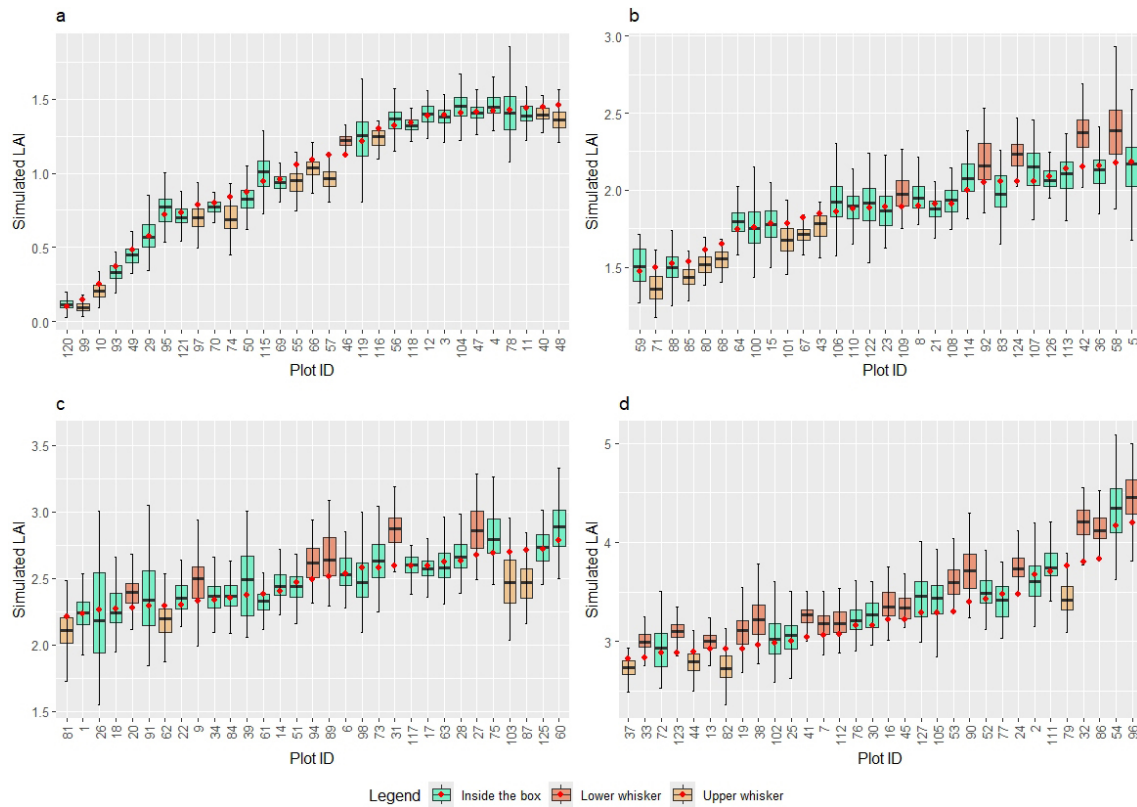 a
Simulated LAI
1.5
1.0
0.5
0.0
120 99 10 93 49 29 95 121 97 70 74 50 115 69 55 66 57 46 119 116 56 118 12 3 104 47 4 78 11 40 48
Plot ID
b
Simulated LAI
3.0
2.5
2.0
1.5
59 71 88 85 80 68 64 100 15 101 67 43 106 110 122 23 109 8 21 108 114 92 83 124 107 126 113 42 36 58 5
Plot ID
c
Simulated LAI
3.5
3.0
2.5
2.0
1.5
81 1 26 18 20 91 62 22 9 34 84 39 61 14 51 94 89 6 98 73 31 117 17 63 28 27 75 103 87 125 60
Plot ID
d
Simulated LAI
5
4
3
37 33 72 123 44 13 82 19 38 102 25 41 7 112 76 30 16 45 127 105 53 90 52 77 24 2 111 79 32 86 54 96
Plot ID
Legend Inside the box Lower whisker Upper whisker